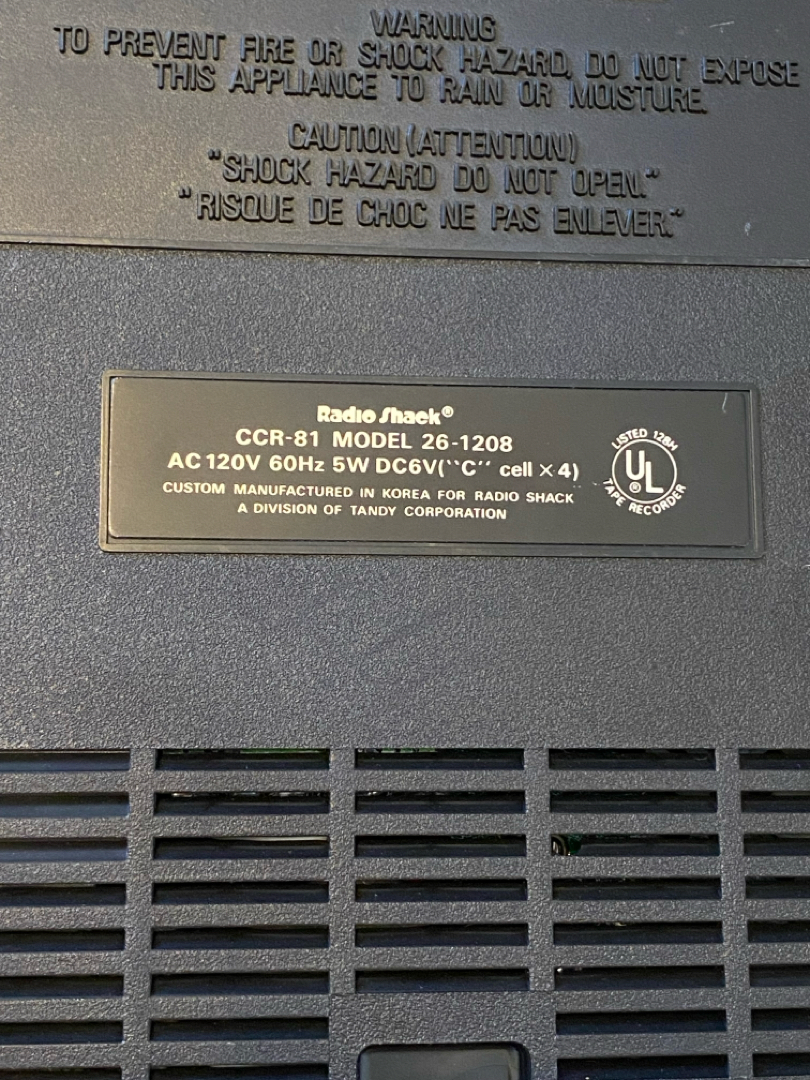 WARNING
TO PREVENT FIRE OR SHOCK HAZARD, DO NOT EXPOSE
THIS APPLIANCE TO RAIN OR MOISTURE.
CAUTION (ATTENTION)
"SHOCK HAZARD DO NOT OPEN."
"RISQUE DE CHOC NE PAS ENLEVER."
Radio Shack®
CCR-81 MODEL 26-1208
AC 120V 60Hz 5W DC6V(``C'' cell × 4)
CUSTOM MANUFACTURED IN KOREA FOR RADIO SHACK
A DIVISION OF TANDY CORPORATION
LISTED 128H
UL®
TAPE RECORDER